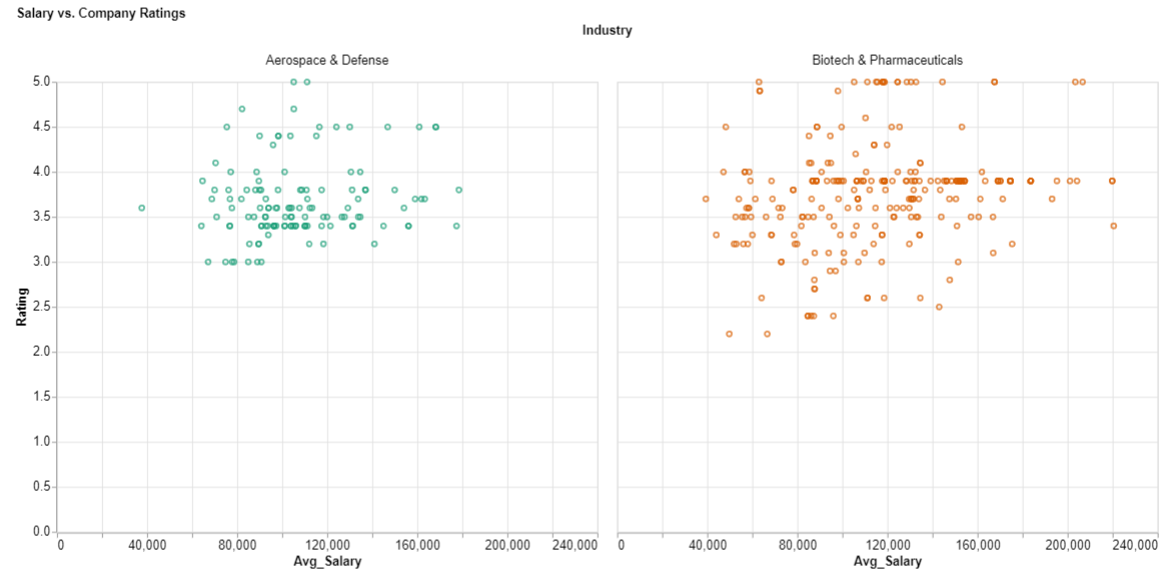 Salary vs. Company Ratings
Industry
Aerospace & Defense
Biotech & Pharmaceuticals
Rating
5.0
4.5
4.0
3.5
3.0
2.5
2.0
1.5
1.0
0.5
0.0
0 40,000 80,000 120,000 160,000 200,000 240,000
0 40,000 80,000 120,000 160,000 200,000 240,000
Avg_Salary
Avg_Salary